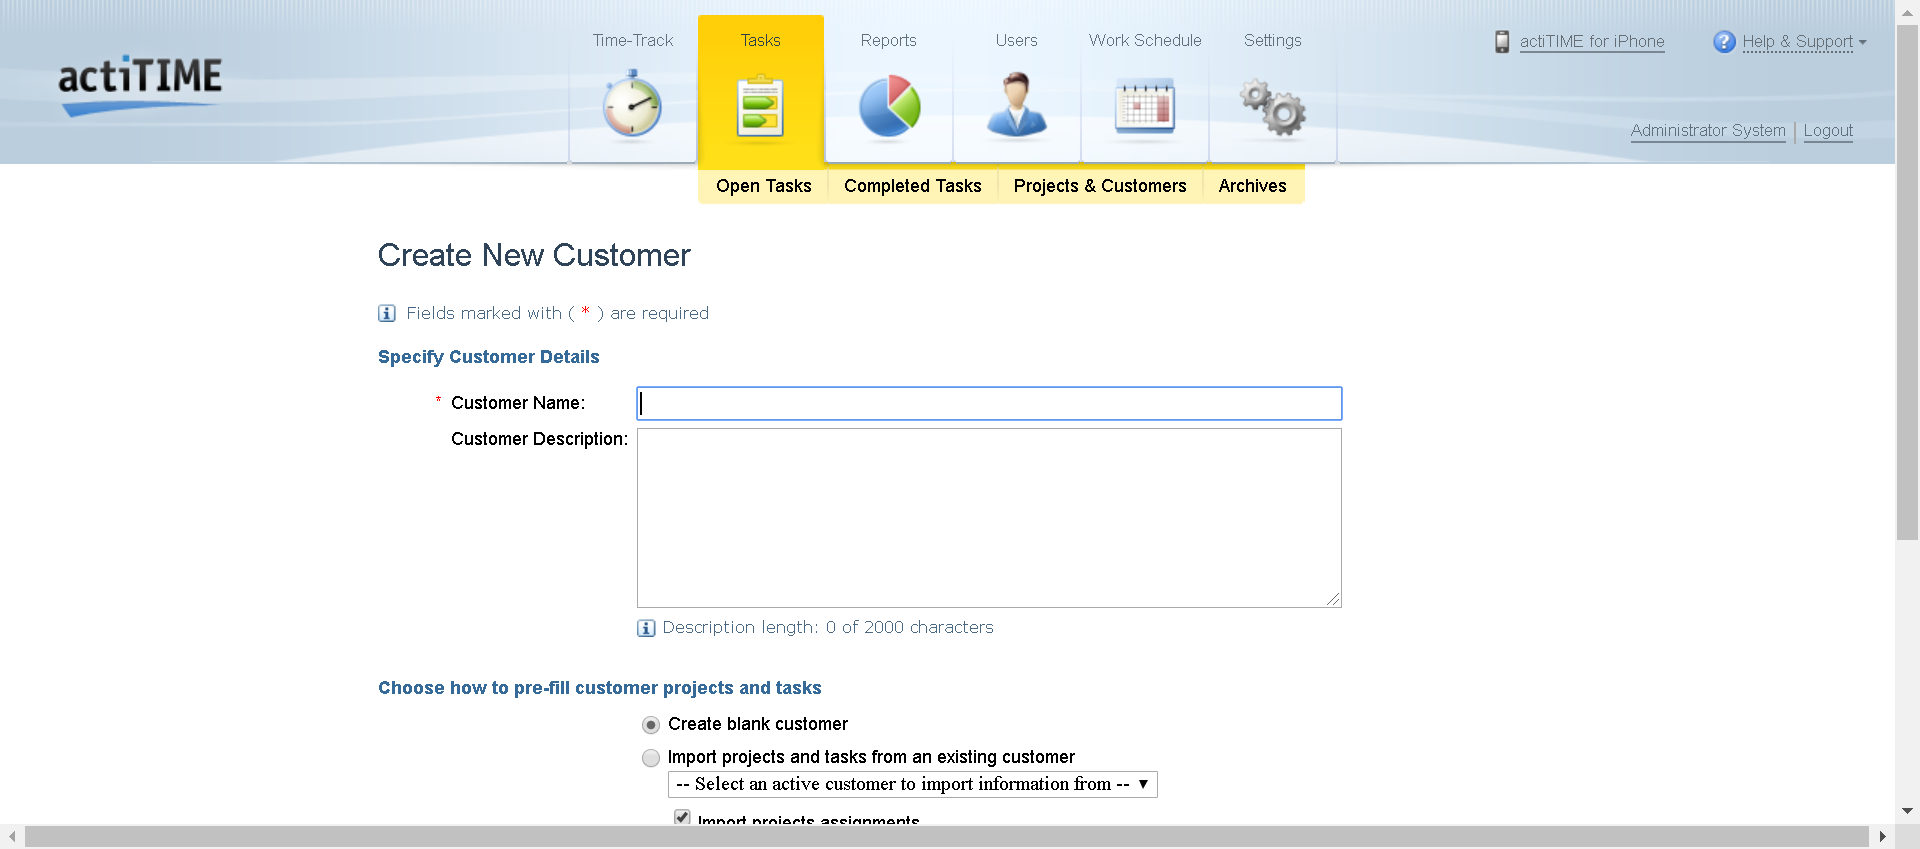 actiTIME
Time-Track
Tasks
Reports
Users
Work Schedule
Settings
actiTIME for iPhone
Help & Support
Administrator System
Logout
Open Tasks
Completed Tasks
Projects & Customers
Archives
Create New Customer
Fields marked with ( * ) are required
Specify Customer Details
* Customer Name:
Customer Description:
Description length: 0 of 2000 characters
Choose how to pre-fill customer projects and tasks
Create blank customer
Import projects and tasks from an existing customer
-- Select an active customer to import information from --
Import projects assignments